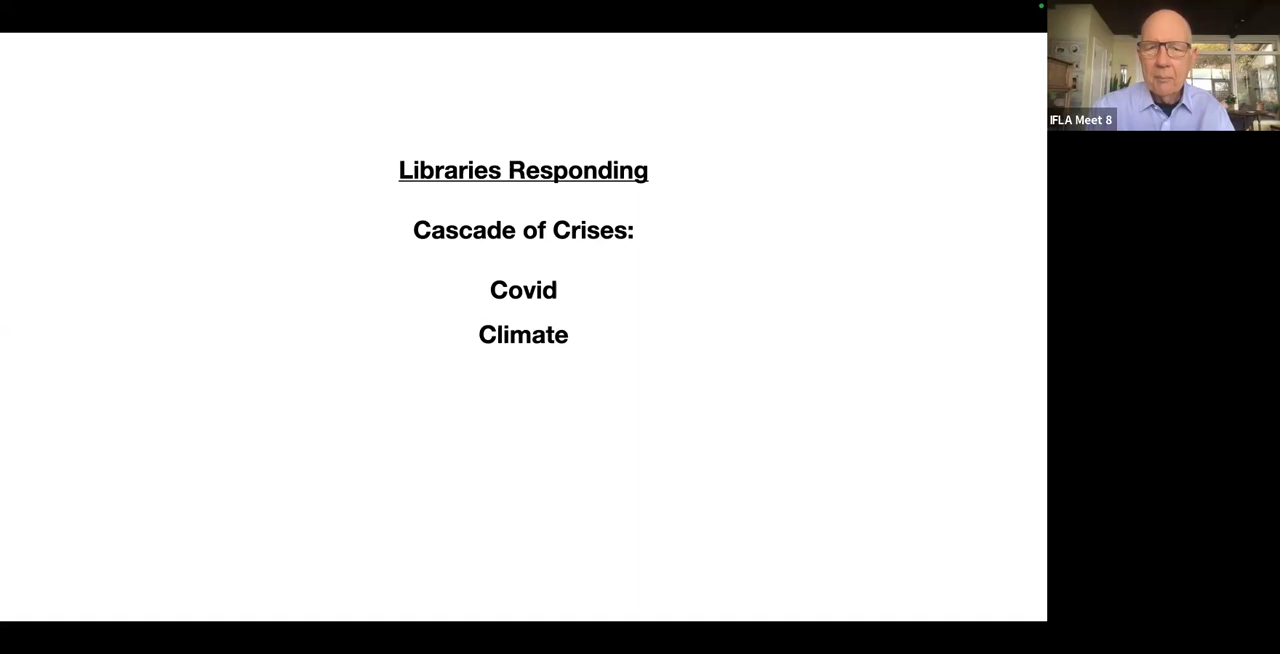 Libraries Responding
Cascade of Crises:
Covid
Climate
IFLA Meet 8